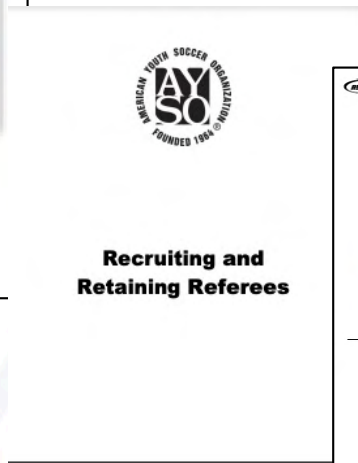 AMERICAN YOUTH SOCCER ORGANIZATION
AY
SO
®
FOUNDED 1964
Recruiting and
Retaining Referees